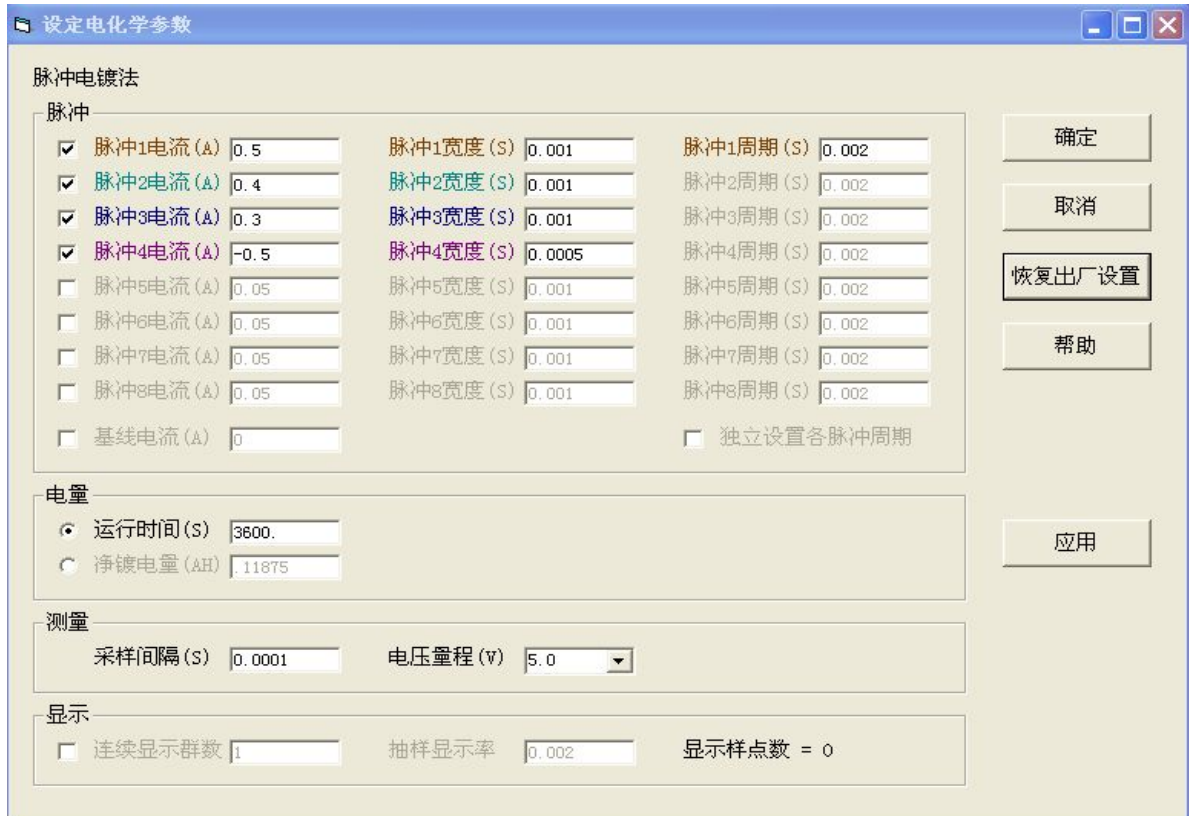 设定电化学参数
脉冲电镀法
脉冲
脉冲1电流(A) 0.5 脉冲1宽度(S) 0.001 脉冲1周期(S) 0.002
脉冲2电流(A) 0.4 脉冲2宽度(S) 0.001 脉冲2周期(S) 0.002
脉冲3电流(A) 0.3 脉冲3宽度(S) 0.001 脉冲3周期(S) 0.002
脉冲4电流(A) -0.5 脉冲4宽度(S) 0.0005 脉冲4周期(S) 0.002
脉冲5电流(A) 0.05 脉冲5宽度(S) 0.001 脉冲5周期(S) 0.002
脉冲6电流(A) 0.05 脉冲6宽度(S) 0.001 脉冲6周期(S) 0.002
脉冲7电流(A) 0.05 脉冲7宽度(S) 0.001 脉冲7周期(S) 0.002
脉冲8电流(A) 0.05 脉冲8宽度(S) 0.001 脉冲8周期(S) 0.002
基线电流(A) 0 独立设置各脉冲周期
电量
运行时间(S) 3600.
净镀电量(AH) .11875
测量
采样间隔(S) 0.0001 电压量程(V) 5.0
显示
连续显示群数 1 抽样显示率 0.002 显示样点数 = 0
确定
取消
恢复出厂设置
帮助
应用